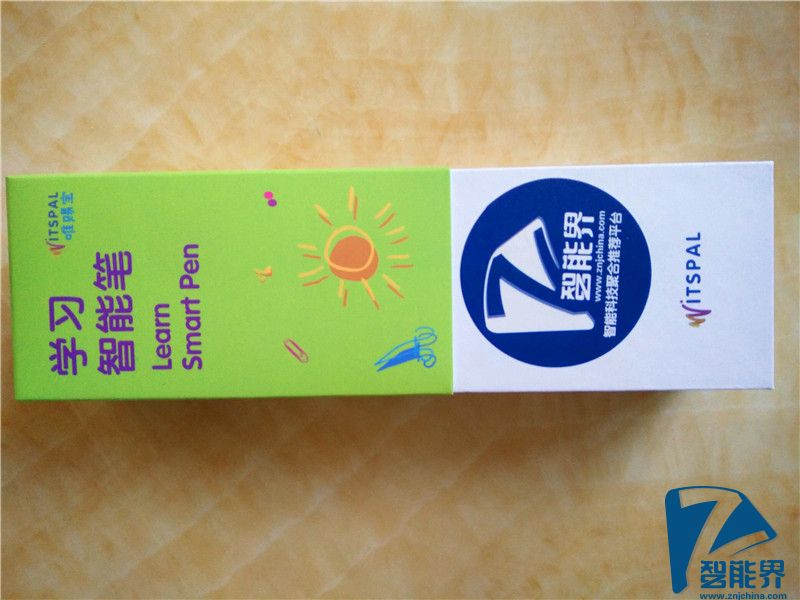 WITSPAL
唯赐宝
学习
智能笔
Learn
Smart Pen
智能界
www.znjchina.com
智能科技聚合推荐平台
WITSPAL
智能界
www.znjchina.com